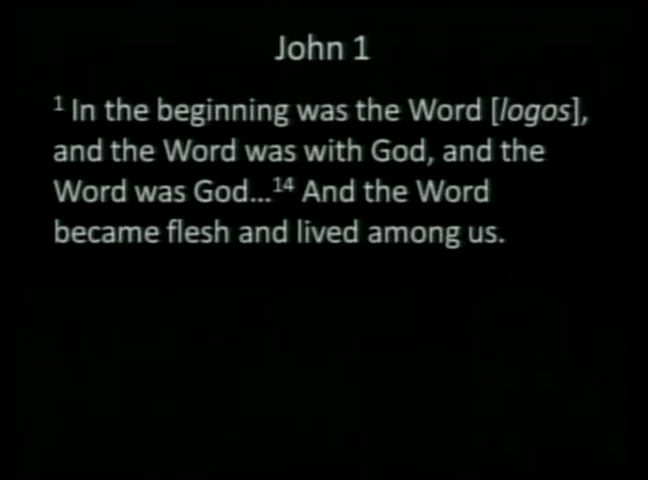 John 1
¹ In the beginning was the Word [logos],
and the Word was with God, and the
Word was God...¹⁴ And the Word
became flesh and lived among us.